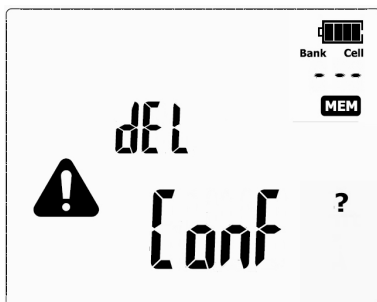 Bank Cell
- - -
MEM
dEL
ConF
?